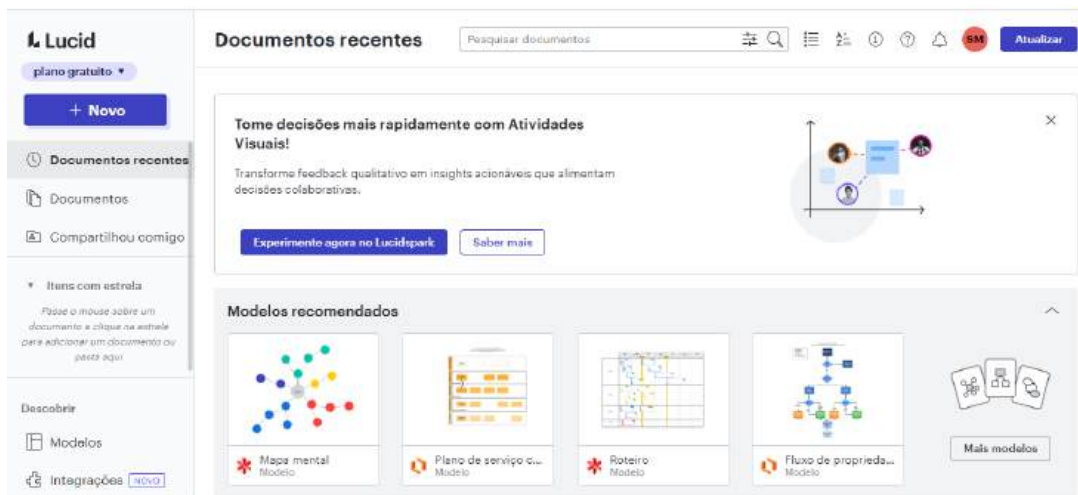 Lucid
plano gratuito
+ Novo
Documentos recentes
Documentos
Compartilhou comigo
Itens com estrela
Passe o mouse sobre um
documento e clique na estrela
para adicionar um documento ou
pasta aqui
Descobrir
Modelos
Integrações NOVO
Documentos recentes
Pesquisar documentos
SM
Atualizar
Tome decisões mais rapidamente com Atividades
Visuais!
Transforme feedback qualitativo em insights acionáveis que alimentam
decisões colaborativas.
Experimente agora no Lucidspark
Saber mais
Modelos recomendados
Mapa mental
Modelo
Plano de serviço c...
Modelo
Roteiro
Modelo
Fluxo de proprieda...
Modelo
Mais modelos